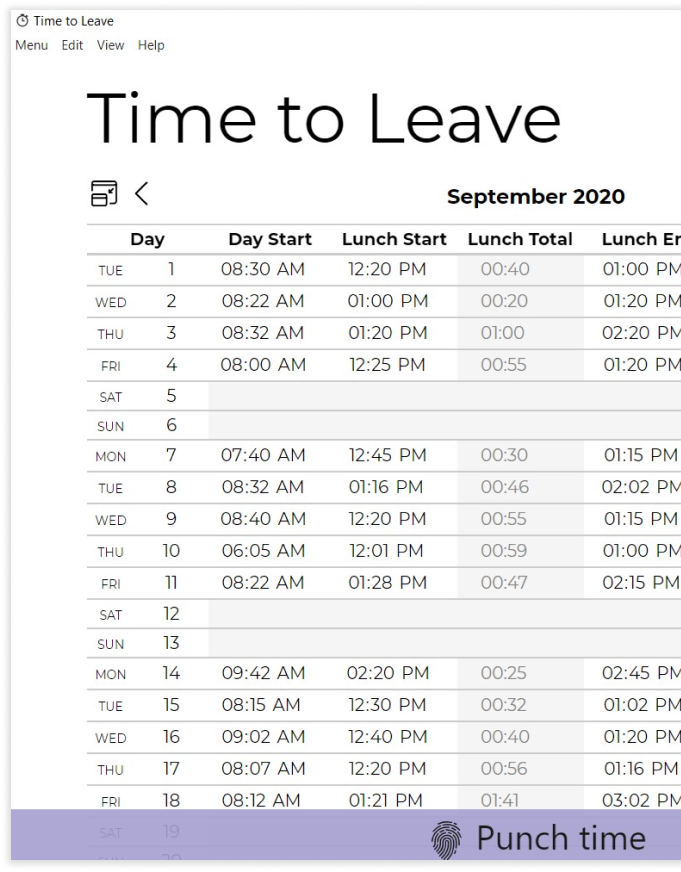 Time to Leave
Menu Edit View Help
Time to Leave
September 2020
Day Day Start Lunch Start Lunch Total Lunch
TUE 1 08:30 AM 12:20 PM 00:40 01:00 PM
WED 2 08:22 AM 01:00 PM 00:20 01:20 PM
THU 3 08:32 AM 01:20 PM 01:00 02:20 PM
FRI 4 08:00 AM 12:25 PM 00:55 01:20 PM
SAT 5
SUN 6
MON 7 07:40 AM 12:45 PM 00:30 01:15 PM
TUE 8 08:32 AM 01:16 PM 00:46 02:02 PM
WED 9 08:40 AM 12:20 PM 00:55 01:15 PM
THU 10 06:05 AM 12:01 PM 00:59 01:00 PM
FRI 11 08:22 AM 01:28 PM 00:47 02:15 PM
SAT 12
SUN 13
MON 14 09:42 AM 02:20 PM 00:25 02:45 PM
TUE 15 08:15 AM 12:30 PM 00:32 01:02 PM
WED 16 09:02 AM 12:40 PM 00:40 01:20 PM
THU 17 08:07 AM 12:20 PM 00:56 01:16 PM
FRI 18 08:12 AM 01:21 PM 01:41 03:02 PM
SAT 19
Punch time